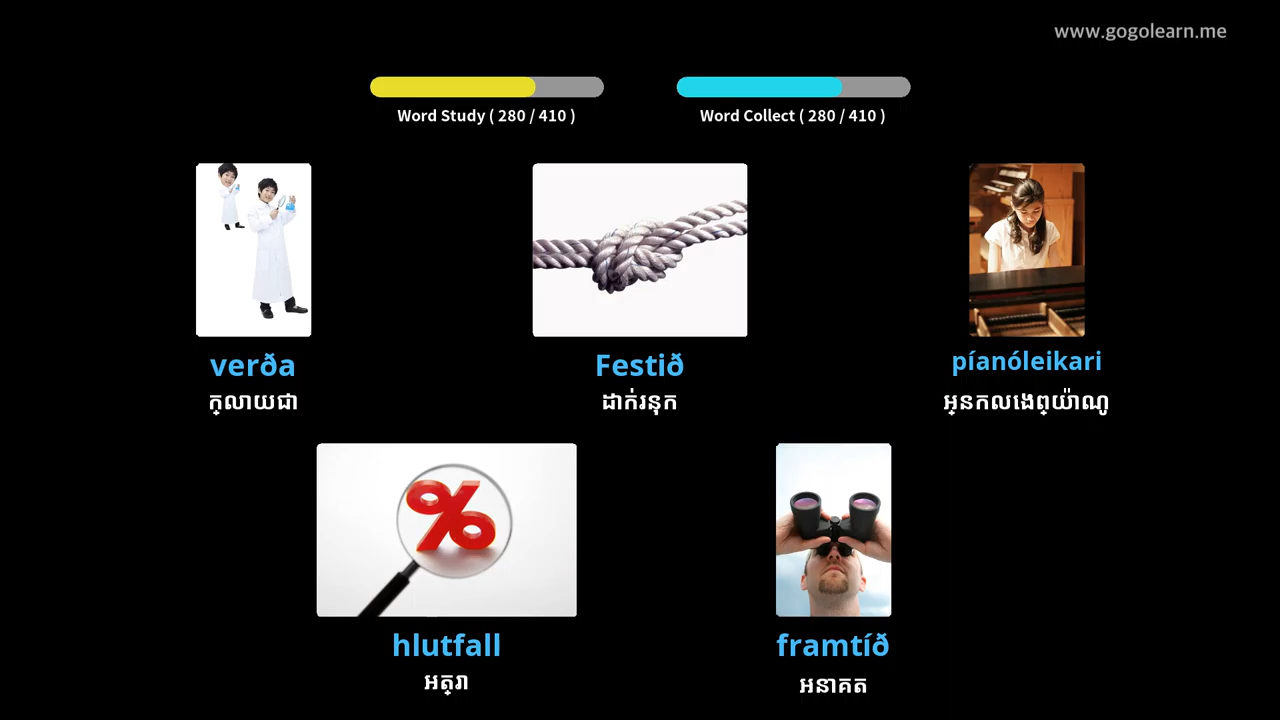 www.gogolearn.me
Word Study ( 280 / 410 )
Word Collect ( 280 / 410 )
verða
ក្លាយជា
Festið
ដាក់រនុក
píanóleikari
អ្នកលេងព្យ៉ាណូ
hlutfall
អត្រា
framtíð
អនាគត